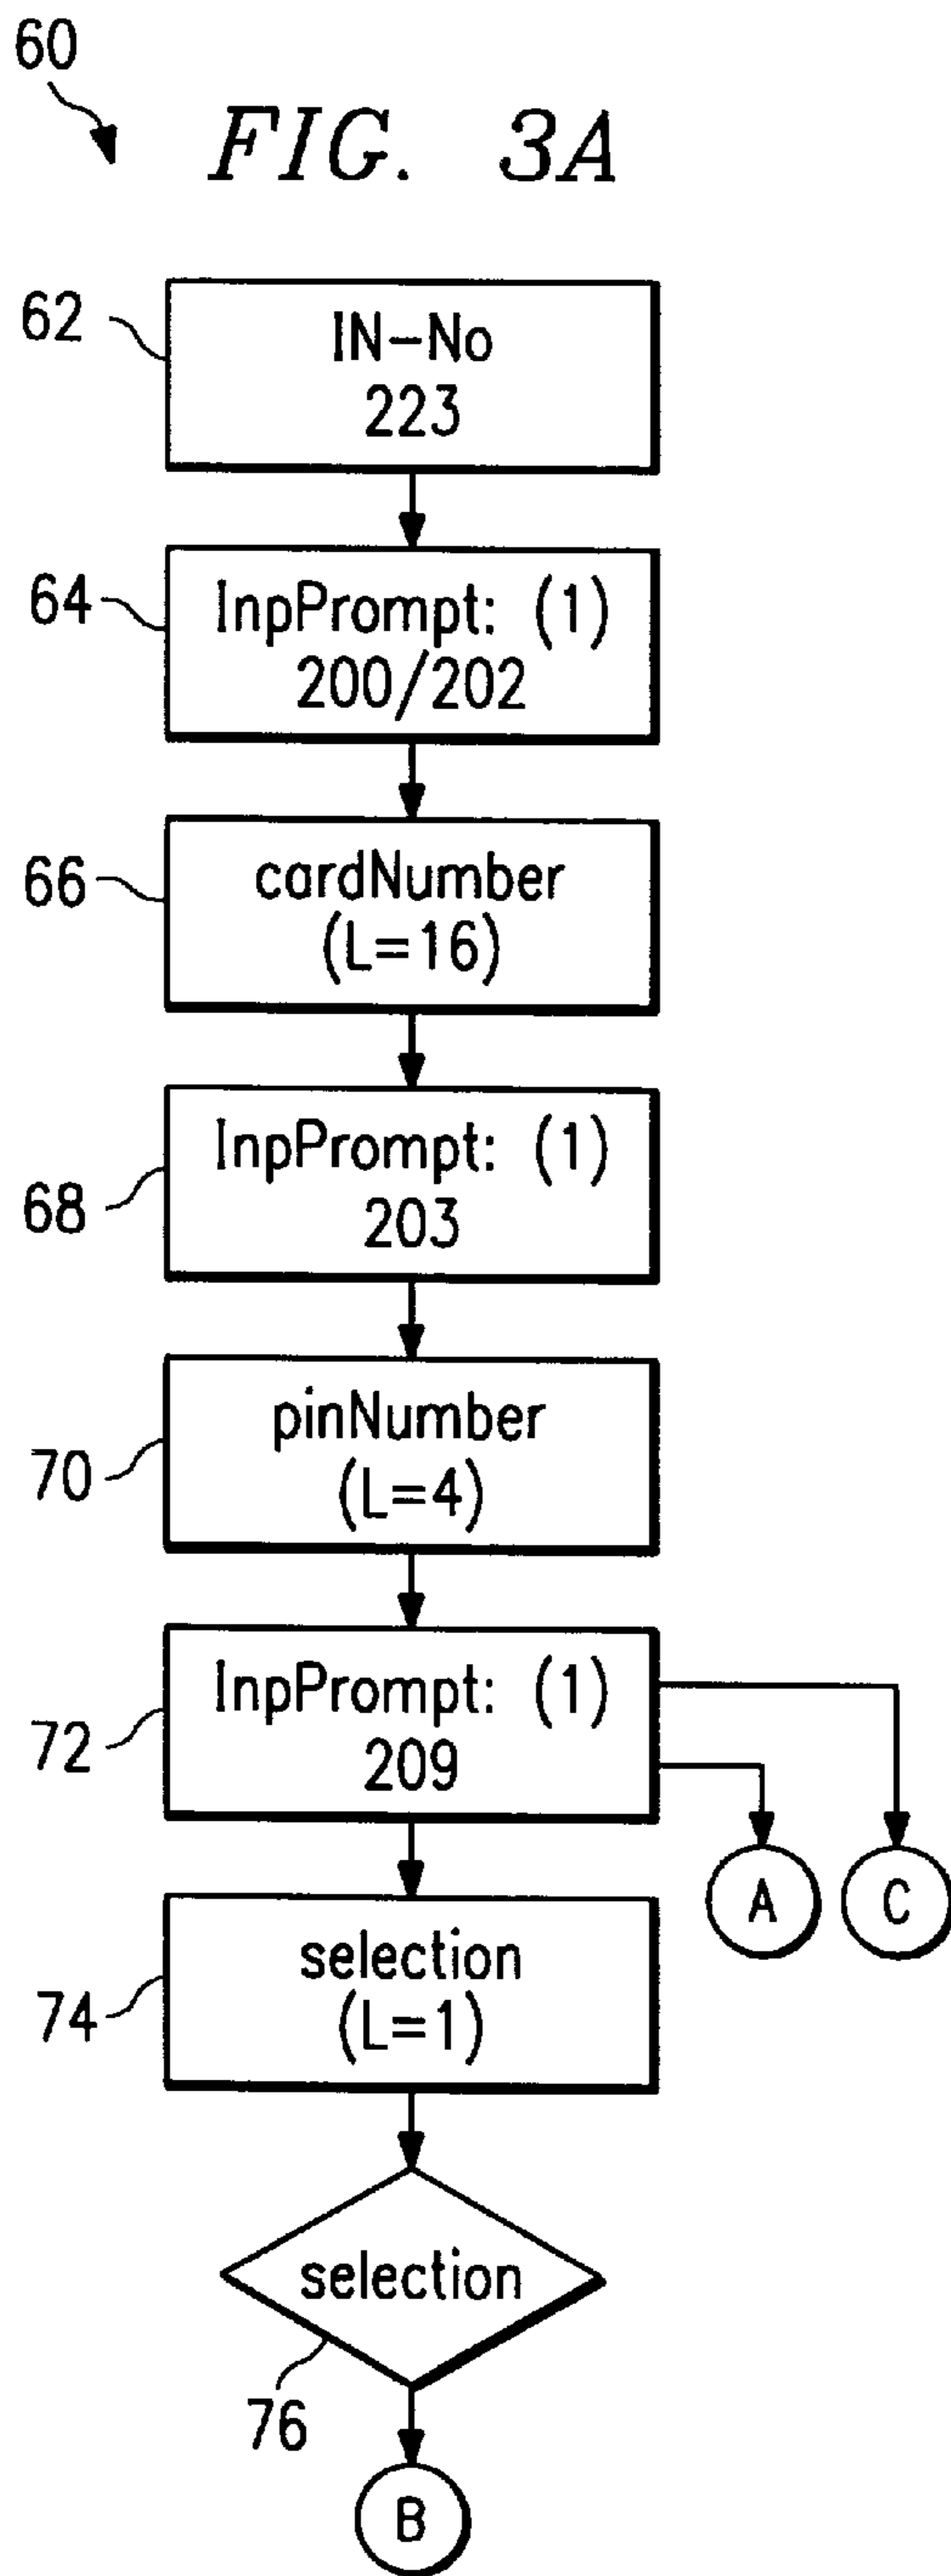 60
FIG. 3A
62
IN-No
223
64
InpPrompt: (1)
200/202
66
cardNumber
(L=16)
68
InpPrompt: (1)
203
70
pinNumber
(L=4)
72
InpPrompt: (1)
209
A
C
74
selection
(L=1)
selection
76
B